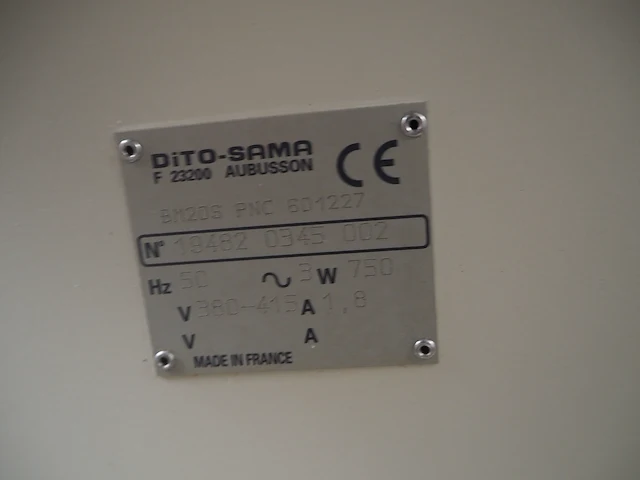 DiTO-SAMA
F 23200 AUBUSSON
CE
BM20S PNC 601227
N° 19482 0345 002
Hz 50 ~ 3 W 750
V 380-415 A 1,8
V A
MADE IN FRANCE